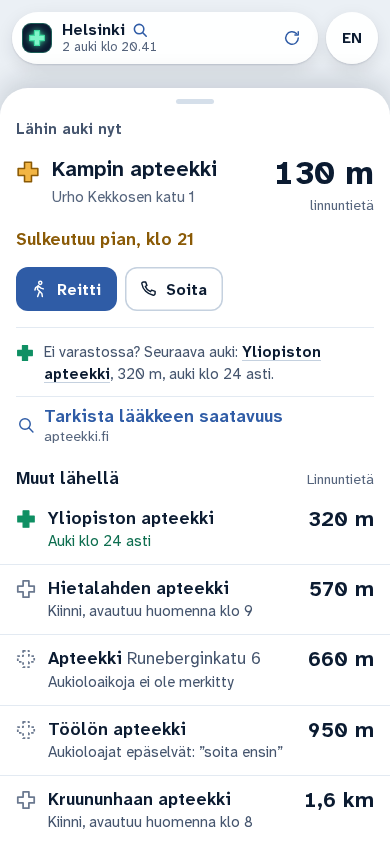 Helsinki
2 auki klo 20.41
EN
Lähin auki nyt
Kampin apteekki
130 m
Urho Kekkosen katu 1
linnuntietä
Sulkeutuu pian, klo 21
Reitti
Soita
Ei varastossa? Seuraava auki: Yliopiston
apteekki, 320 m, auki klo 24 asti.
Tarkista lääkkeen saatavuus
apteekki.fi
Muut lähellä
Linnuntietä
Yliopiston apteekki
320 m
Auki klo 24 asti
Hietalahden apteekki
570 m
Kiinni, avautuu huomenna klo 9
Apteekki Runeberginkatu 6
660 m
Aukioloaikoja ei ole merkitty
Töölön apteekki
950 m
Aukioloajat epäselvät: ”soita ensin”
Kruununhaan apteekki
1,6 km
Kiinni, avautuu huomenna klo 8